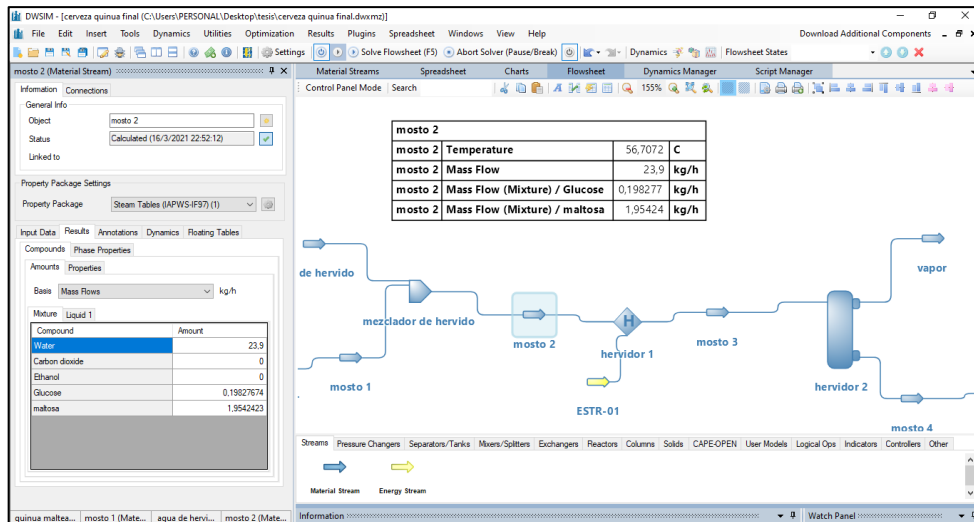 DWSIM - [cerveza quinua final (C:\Users\PERSONAL\Desktop\tesis\cerveza quinua final.dwxmz)]
File Edit Insert Tools Dynamics Utilities Optimization Results Plugins Spreadsheet Windows View Help Download Additional Components
Settings Solve Flowsheet (F5) Abort Solver (Pause/Break) Dynamics Flowsheet States
mosto 2 (Material Stream)
Information Connections
General Info
Object mosto 2
Status Calculated (16/3/2021 22:52:12)
Linked to
Property Package Settings
Property Package Steam Tables (IAPWS-IF97) (1)
Input Data Results Annotations Dynamics Floating Tables
Compounds Phase Properties
Amounts Properties
Basis Mass Flows kg/h
Mixture Liquid 1
Compound Amount
Water 23,9
Carbon dioxide 0
Ethanol 0
Glucose 0,19827674
maltosa 1,9542423
quinua maltea... mosto 1 (Mate... agua de hervi... mosto 2 (Mate...
Material Streams Spreadsheet Charts Flowsheet Dynamics Manager Script Manager
Control Panel Mode Search 155%
mosto 2
mosto 2 Temperature 56,7072 C
mosto 2 Mass Flow 23,9 kg/h
mosto 2 Mass Flow (Mixture) / Glucose 0,198277 kg/h
mosto 2 Mass Flow (Mixture) / maltosa 1,95424 kg/h
de hervido
mezclador de hervido
mosto 1
mosto 2
H
hervidor 1
ESTR-01
mosto 3
vapor
hervidor 2
mosto 4
Streams Pressure Changers Separators/Tanks Mixers/Splitters Exchangers Reactors Columns Solids CAPE-OPEN User Models Logical Ops Indicators Controllers Other
Material Stream Energy Stream
Information Watch Panel